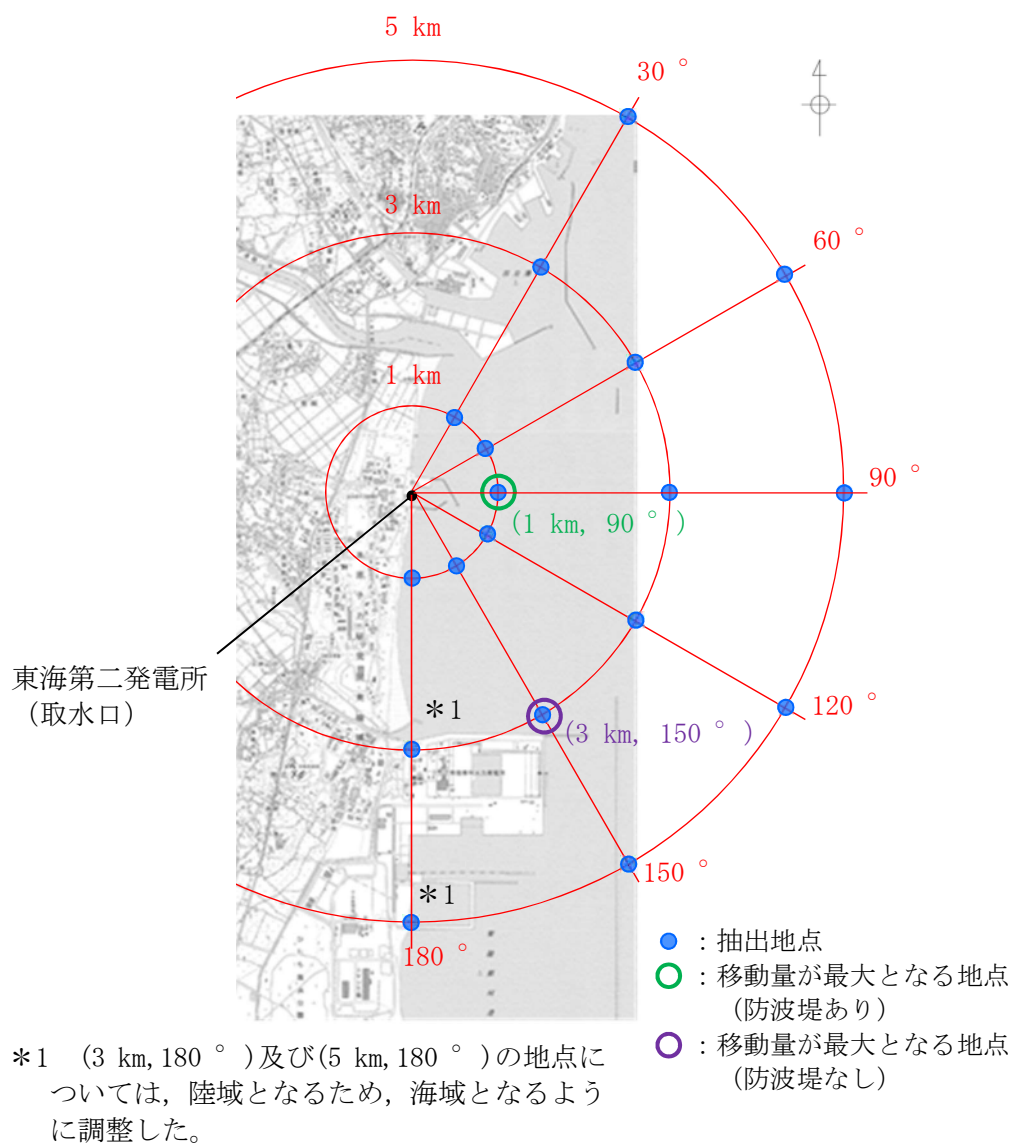 5 km
30 °
4
3 km
60 °
1 km
90 °
(1 km, 90 °)
東海第二発電所
(取水口)
*1
120 °
(3 km, 150 °)
150 °
*1
180 °
:抽出地点
:移動量が最大となる地点
(防波堤あり)
:移動量が最大となる地点
(防波堤なし)
*1 (3 km,180 °)及び(5 km,180 °)の地点に
ついては,陸域となるため,海域となるよう
に調整した。